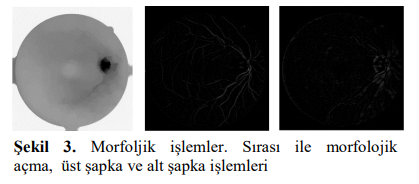 Şekil 3. Morfoljik işlemler. Sırası ile morfolojik
açma, üst şapka ve alt şapka işlemleri